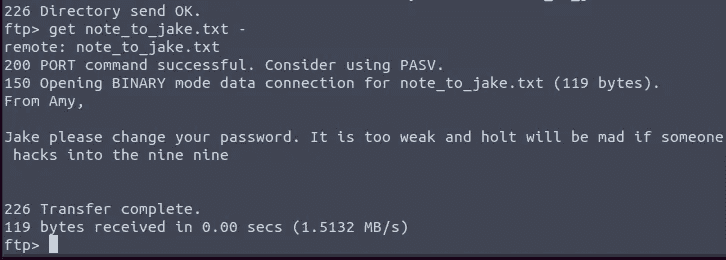 226 Directory send OK.
ftp> get note_to_jake.txt -
remote: note_to_jake.txt
200 PORT command successful. Consider using PASV.
150 Opening BINARY mode data connection for note_to_jake.txt (119 bytes).
From Amy,
Jake please change your password. It is too weak and holt will be mad if someone
hacks into the nine nine
226 Transfer complete.
119 bytes received in 0.00 secs (1.5132 MB/s)
ftp>